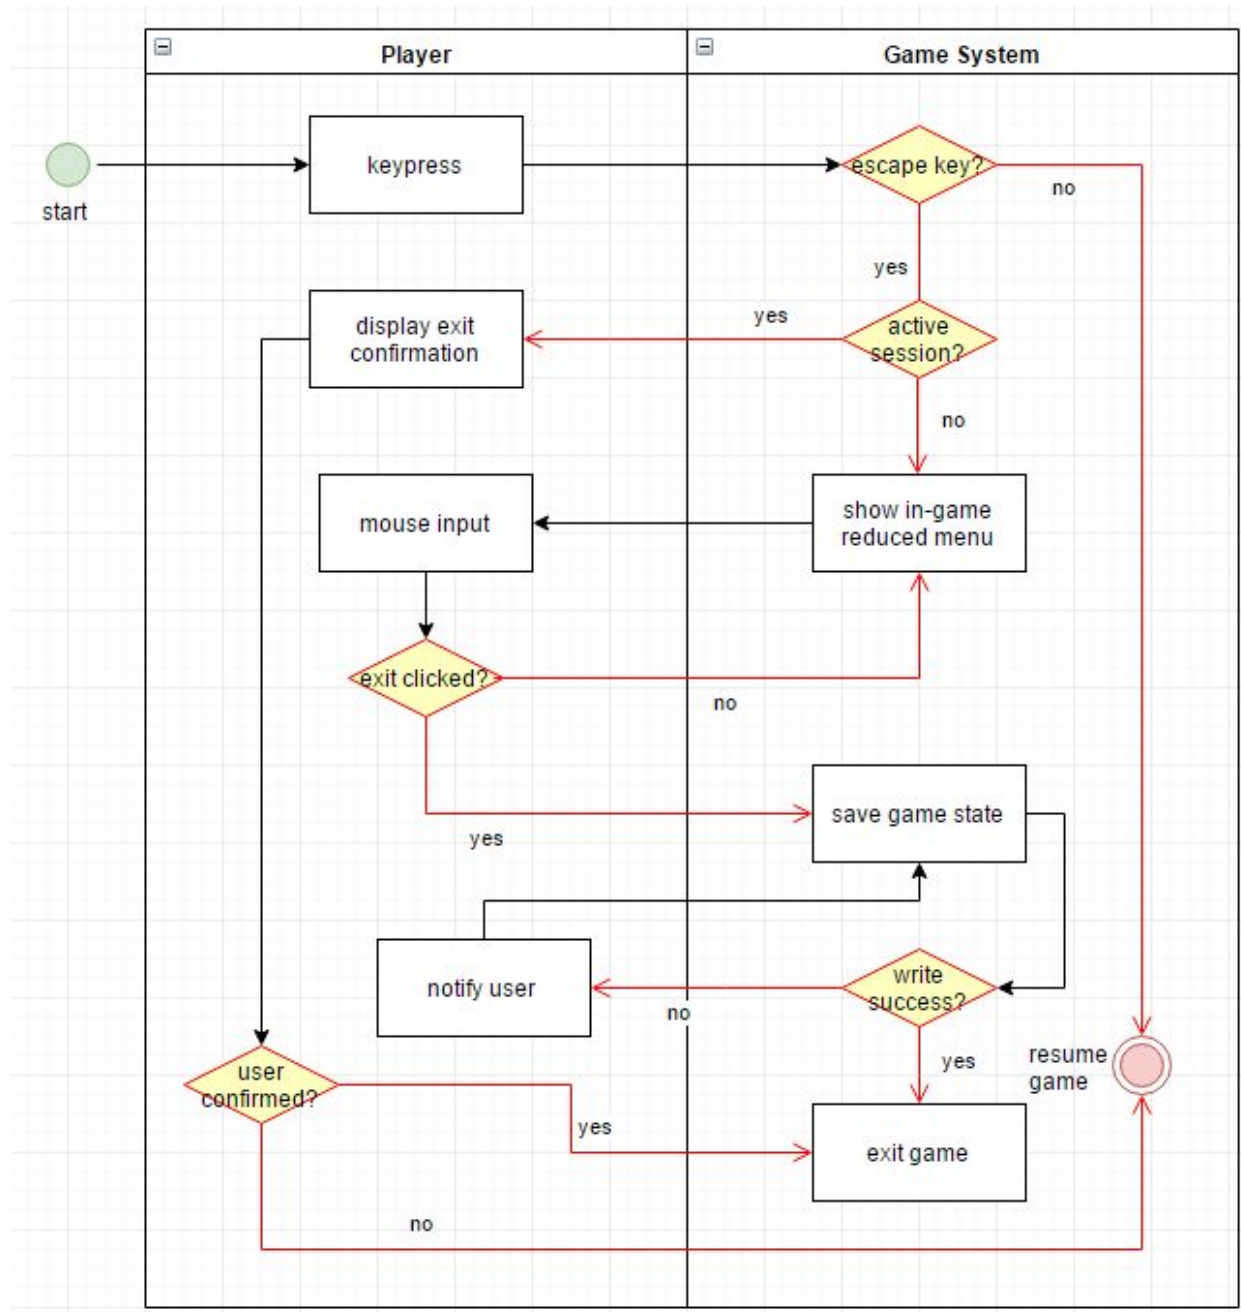 Player
Game System
keypress
escape key?
no
start
yes
display exit
confirmation
yes
active
session?
no
mouse input
show in-game
reduced menu
exit clicked?
no
save game state
yes
notify user
write
success?
no
user
confirmed?
yes
resume
game
yes
exit game
no